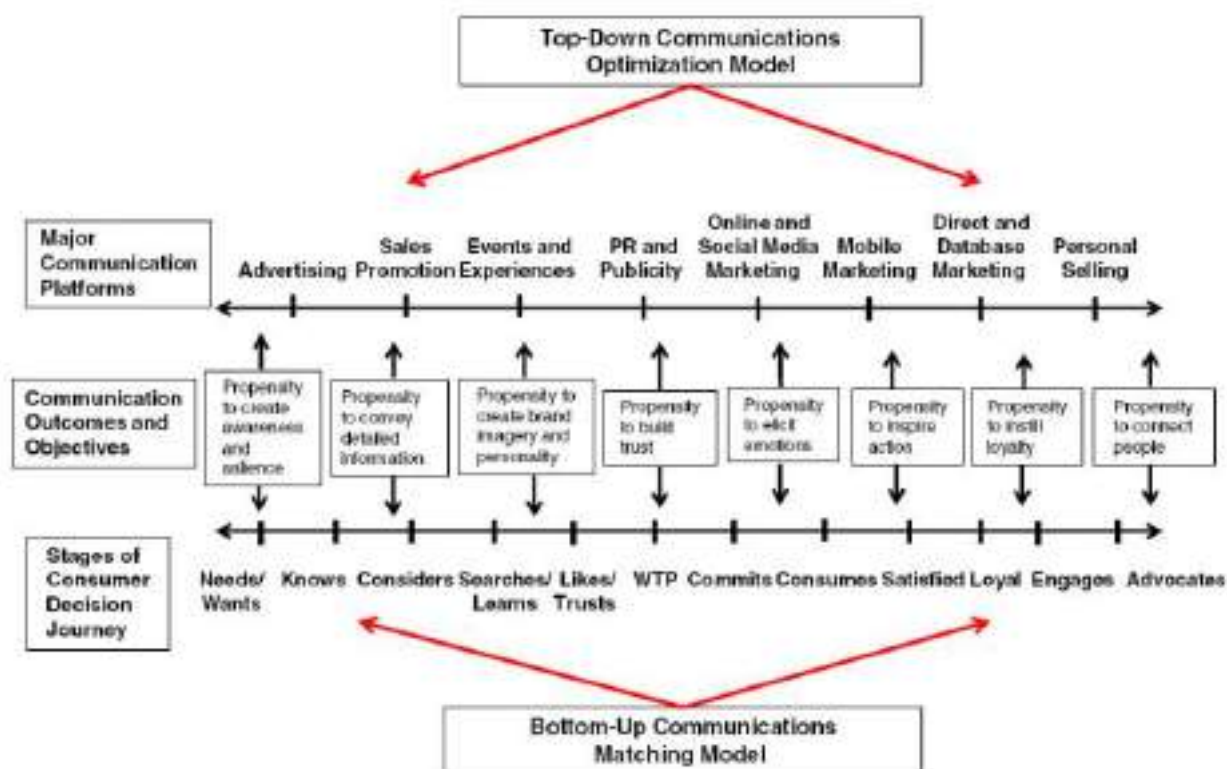 Top-Down Communications
Optimization Model
Major
Communication
Platforms
Advertising
Sales
Promotion
Events and
Experiences
PR and
Publicity
Online and
Social Media
Marketing
Mobile
Marketing
Direct and
Database
Marketing
Personal
Selling
Communication
Outcomes and
Objectives
Propensity
to create
awareness
and
salience
Propensity
to convey
detailed
information
Propensity to
create brand
imagery and
personality
Propensity
to build
trust
Propensity
to elicit
emotions
Propensity
to inspire
action
Propensity
to instill
loyalty
Propensity
to connect
people
Stages of
Consumer
Decision
Journey
Needs/
Wants
Knows
Considers
Searches/
Learns
Likes/
Trusts
WTP
Commits
Consumes
Satisfied
Loyal
Engages
Advocates
Bottom-Up Communications
Matching Model